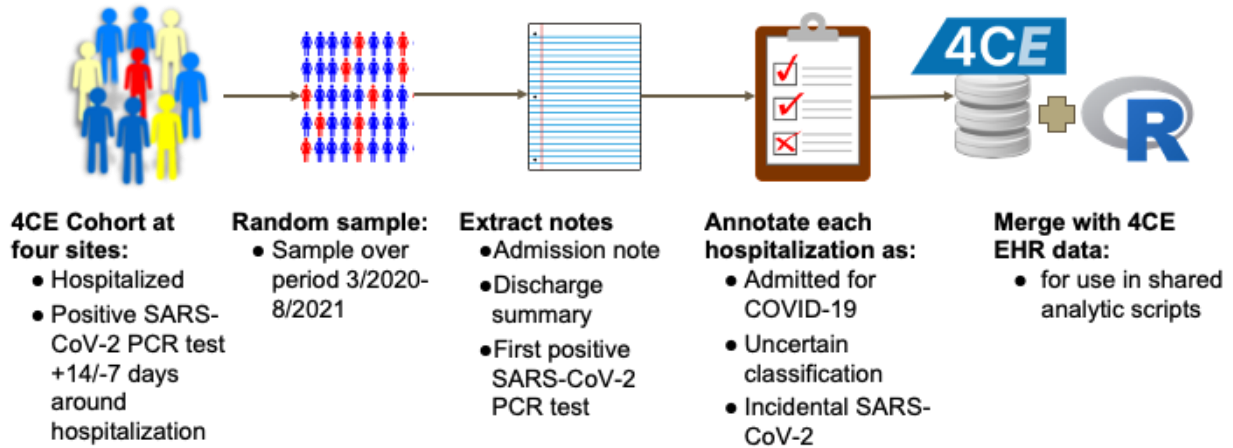 4CE
R
4CE Cohort at
four sites:
● Hospitalized
● Positive SARS-
CoV-2 PCR test
+14/-7 days
around
hospitalization
Random sample:
● Sample over
period 3/2020-
8/2021
Extract notes
●Admission note
●Discharge
summary
●First positive
SARS-CoV-2
PCR test
Annotate each
hospitalization as:
● Admitted for
COVID-19
● Uncertain
classification
● Incidental SARS-
CoV-2
Merge with 4CE
EHR data:
● for use in shared
analytic scripts